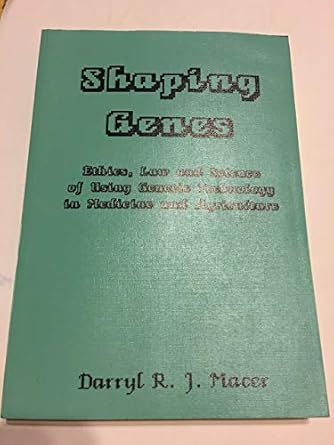 Shaping
Genes
Ethics, Law and Science
of Using Genetic Technology
in Medicine and Agriculture
Darryl R. J. Macer